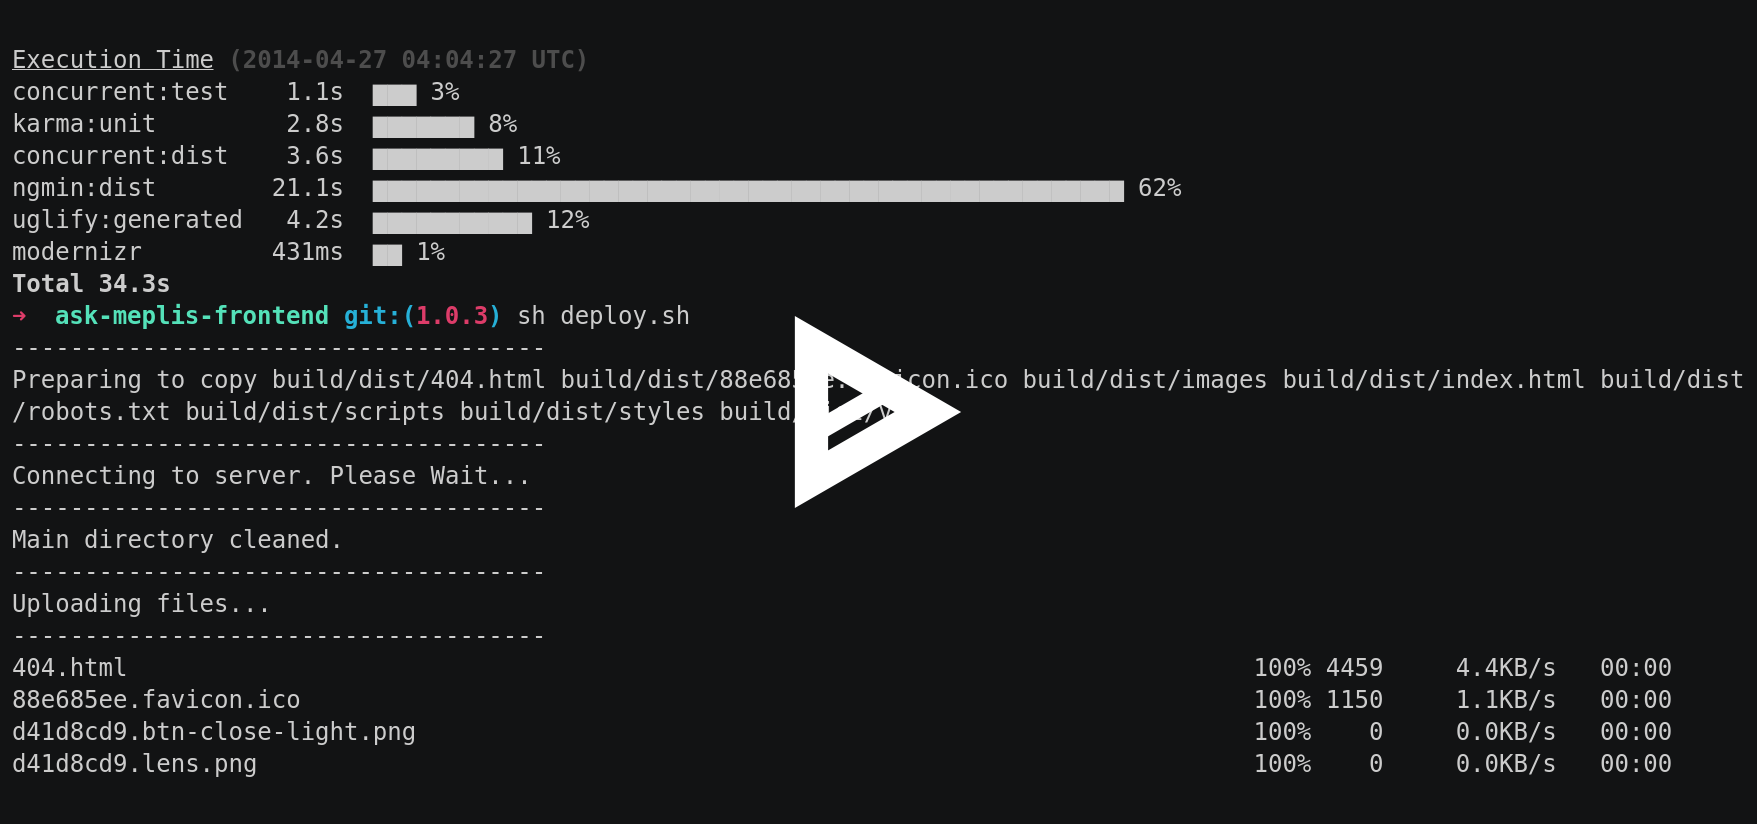 Execution Time (2014-04-27 04:04:27 UTC)
concurrent:test 1.1s 3%
karma:unit 2.8s 8%
concurrent:dist 3.6s 11%
ngmin:dist 21.1s 62%
uglify:generated 4.2s 12%
modernizr 431ms 1%
Total 34.3s
➜ ask-meplis-frontend git:(1.0.3) sh deploy.sh
-------------------------------------
Preparing to copy build/dist/404.html build/dist/88e685ee.favicon.ico build/dist/images build/dist/index.html build/dist
/robots.txt build/dist/scripts build/dist/styles
-------------------------------------
Connecting to server. Please Wait...
-------------------------------------
Main directory cleaned.
-------------------------------------
Uploading files...
-------------------------------------
404.html 100% 4459 4.4KB/s 00:00
88e685ee.favicon.ico 100% 1150 1.1KB/s 00:00
d41d8cd9.btn-close-light.png 100% 0 0.0KB/s 00:00
d41d8cd9.lens.png 100% 0 0.0KB/s 00:00